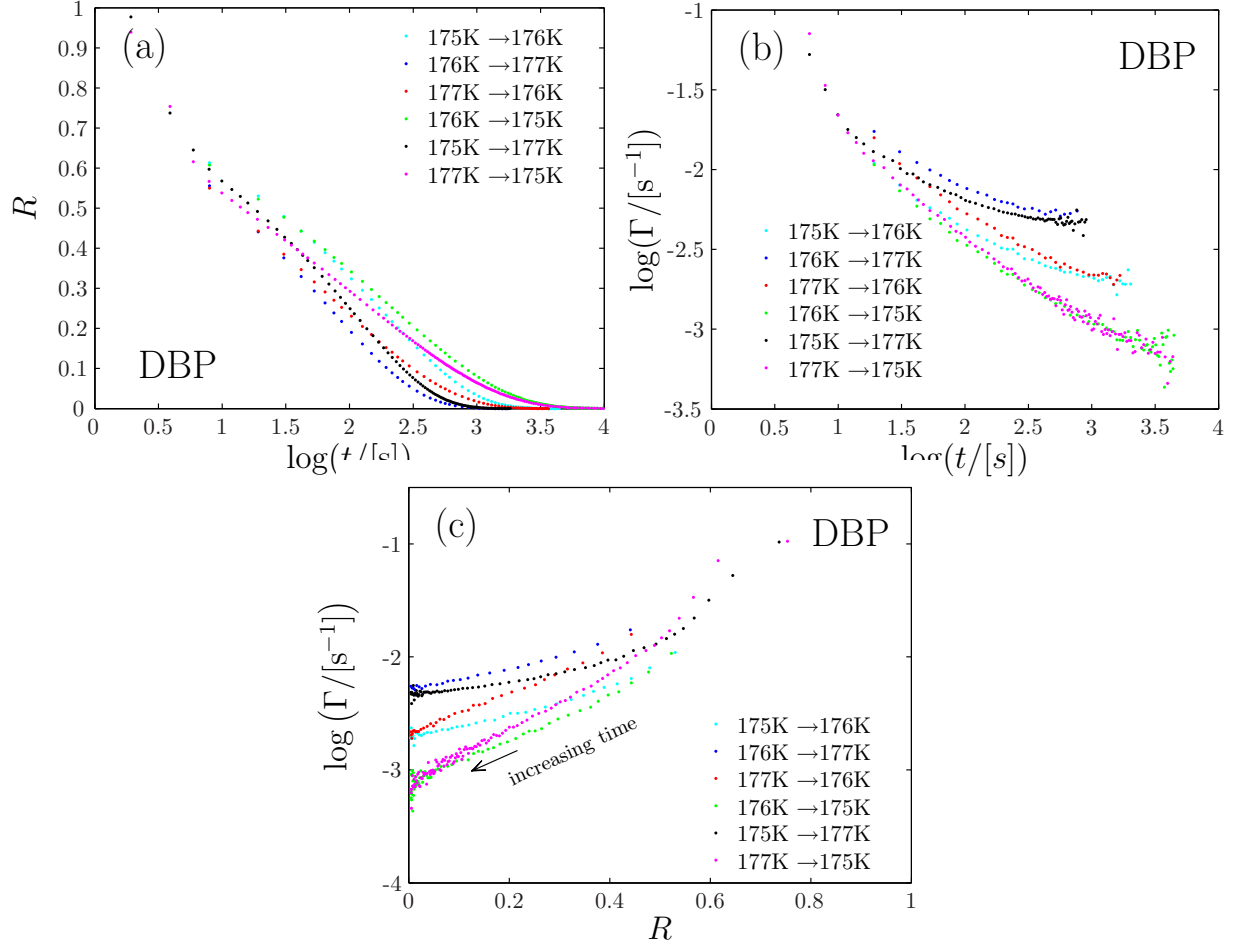 (a)
1
0.9
0.8
0.7
0.6
0.5
0.4
0.3
0.2
0.1
0
R
175K →176K
176K →177K
177K →176K
176K →175K
175K →177K
177K →175K
DBP
0 0.5 1 1.5 2 2.5 3 3.5 4
log(t/[s])
(b)
DBP
-1
-1.5
-2
-2.5
-3
-3.5
log(Γ/[s⁻¹])
175K →176K
176K →177K
177K →176K
176K →175K
175K →177K
177K →175K
0 0.5 1 1.5 2 2.5 3 3.5 4
log(t/[s])
(c)
DBP
-1
-2
-3
-4
log (Γ/[s⁻¹])
increasing time
175K →176K
176K →177K
177K →176K
176K →175K
175K →177K
177K →175K
0 0.2 0.4 0.6 0.8 1
R